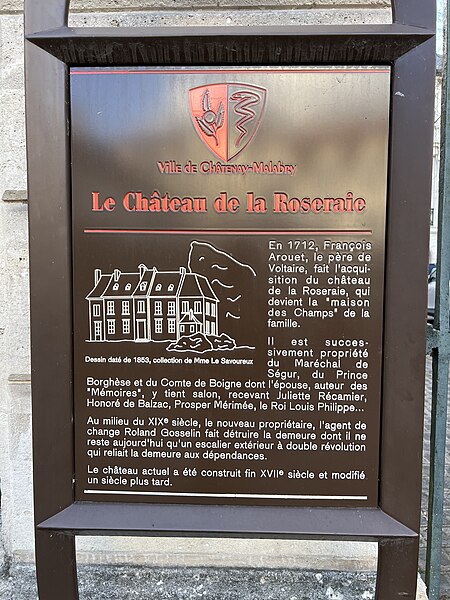 Ville de Châtenay-Malabry
Le Château de la Roseraie
En 1712, François
Arouet, le père de
Voltaire, fait l'acqui-
sition du château
de la Roseraie, qui
devient la "maison
des Champs" de la
famille.
Il est succes-
sivement propriété
du Maréchal de
Ségur, du Prince
Borghèse et du Comte de Boigne dont l'épouse, auteur des
"Mémoires", y tient salon, recevant Juliette Récamier,
Honoré de Balzac, Prosper Mérimée, le Roi Louis Philippe...
Dessin daté de 1853, collection de Mme Le Savoureux
Au milieu du XIXe siècle, le nouveau propriétaire, l'agent de
change Roland Gosselin fait détruire la demeure dont il ne
reste aujourd'hui qu'un escalier extérieur à double révolution
qui reliait la demeure aux dépendances.
Le château actuel a été construit fin XVIIe siècle et modifié
un siècle plus tard.